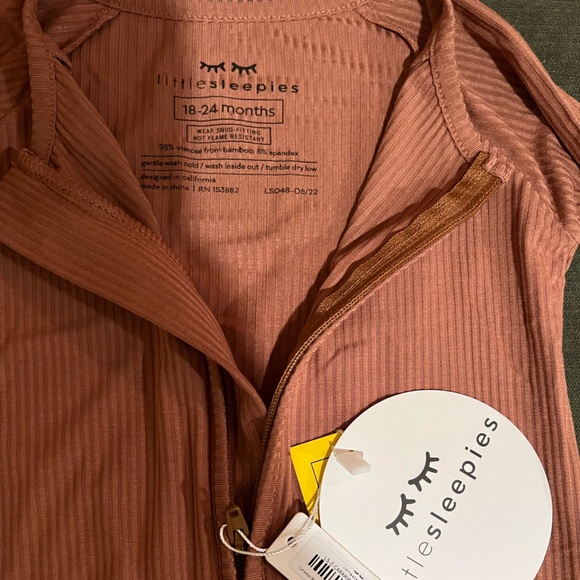 littlesleepies
18-24 months
WEAR SNUG-FITTING
NOT FLAME RESISTANT
95% viscose from bamboo, 5% spandex
gentle wash cold / wash inside out / tumble dry low
designed in california
made in china | RN 153882 LS048-06/22
littlesleepies